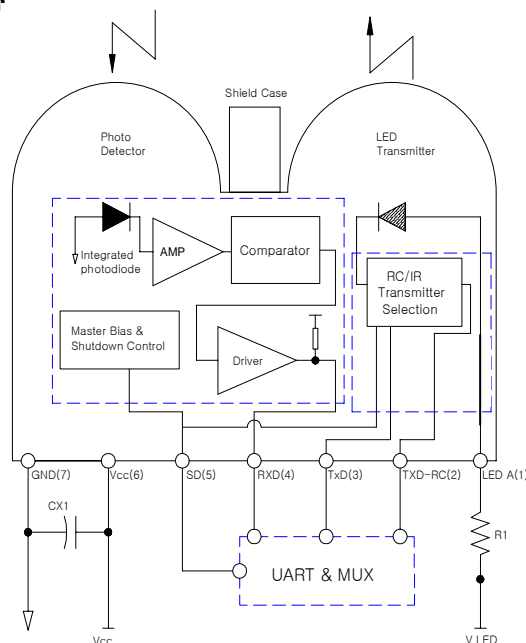 Shield Case
Photo
Detector
LED
Transmitter
Integrated
photodiode
AMP
Comparator
RC/IR
Transmitter
Selection
Master Bias &
Shutdown Control
Driver
GND(7)
Vcc(6)
SD(5)
RXD(4)
TxD(3)
TXD-RC(2)
LED A(1)
CX1
R1
UART & MUX
Vcc
V LED